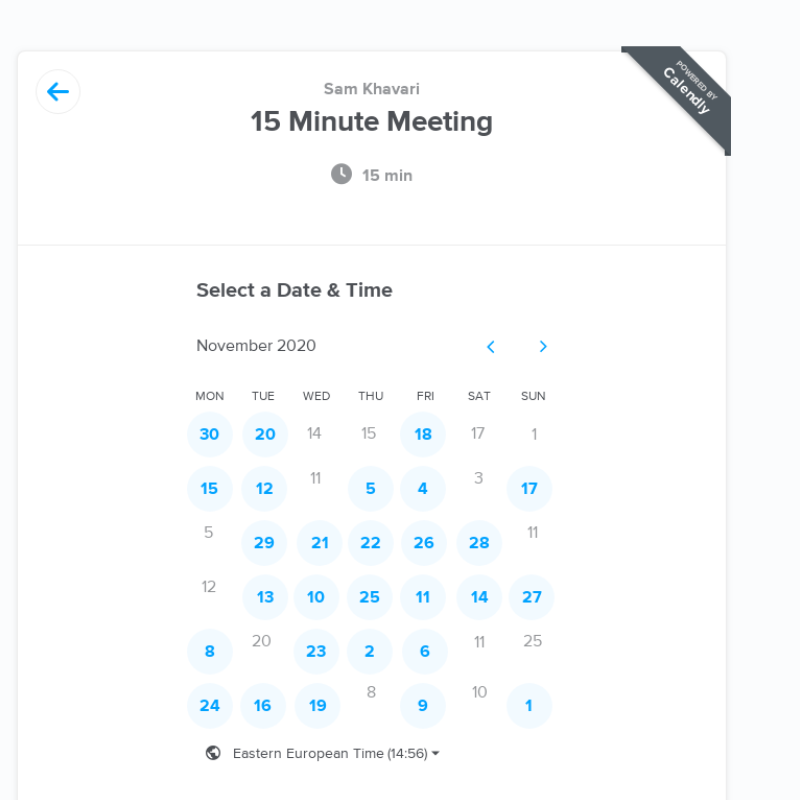 POWERED BY
Calendly
Sam Khavari
15 Minute Meeting
15 min
Select a Date & Time
November 2020
MON TUE WED THU FRI SAT SUN
30 20 14 15 18 17 1
15 12 11 5 4 3 17
5 29 21 22 26 28 11
12 13 10 25 11 14 27
8 20 23 2 6 11 25
24 16 19 8 9 10 1
Eastern European Time (14:56)